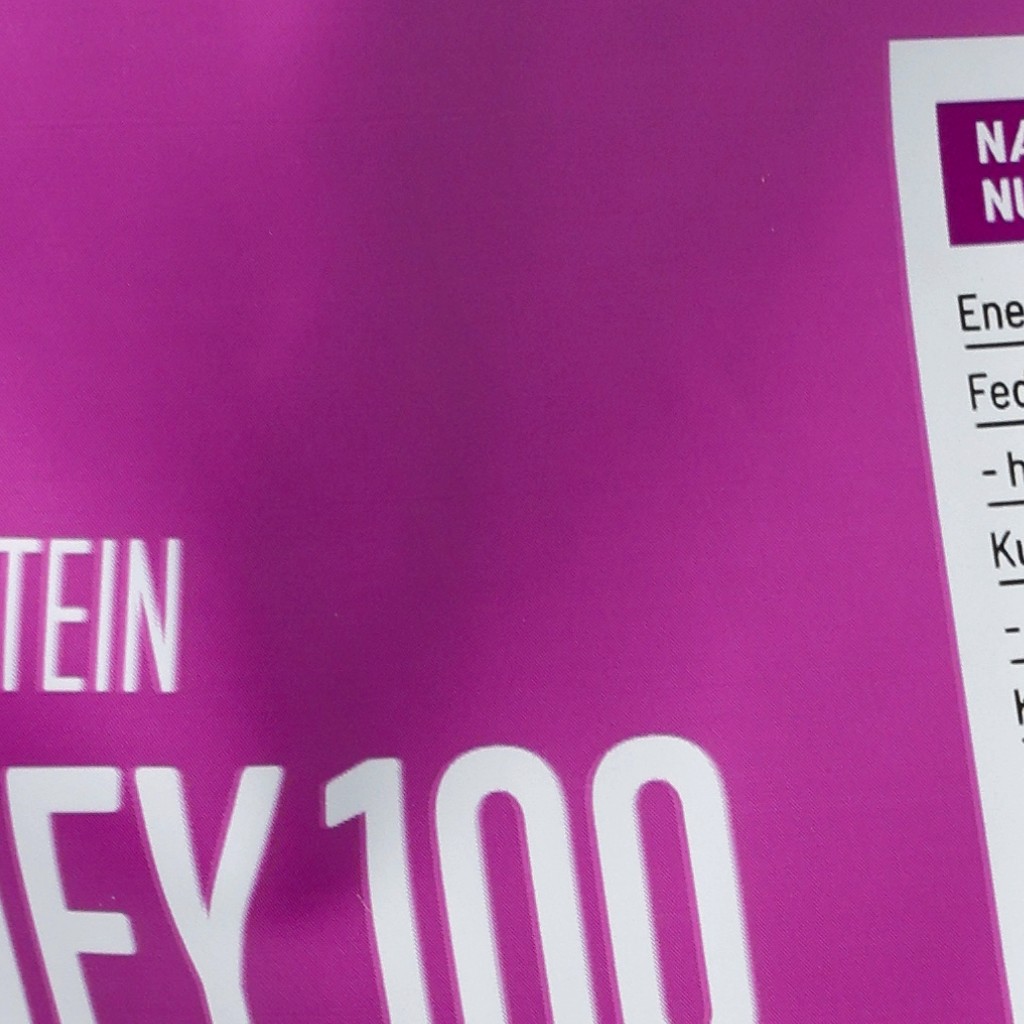 TEIN
EY 100
NA
NU
Ene
Fed
- h
Ku
-
K